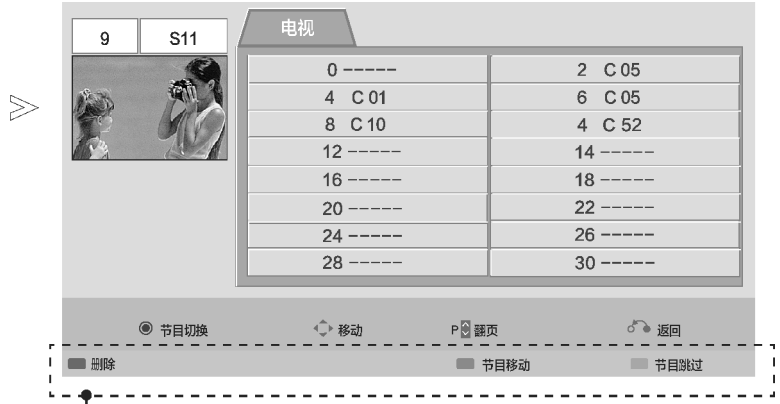 9 S11
电视
0 ----- 2 C 05
4 C 01 6 C 05
8 C 10 4 C 52
12 ----- 14 -----
16 ----- 18 -----
20 ----- 22 -----
24 ----- 26 -----
28 ----- 30 -----
节目切换 移动 P 翻页 返回
删除 节目移动 节目跳过